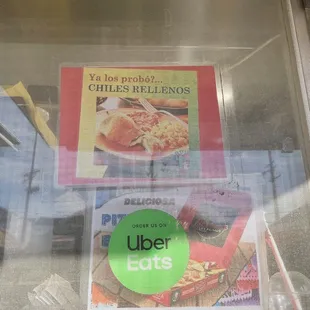 Ya los probó?...
CHILES RELLENOS
DELICIOSA
ORDER US ON
Uber
Eats